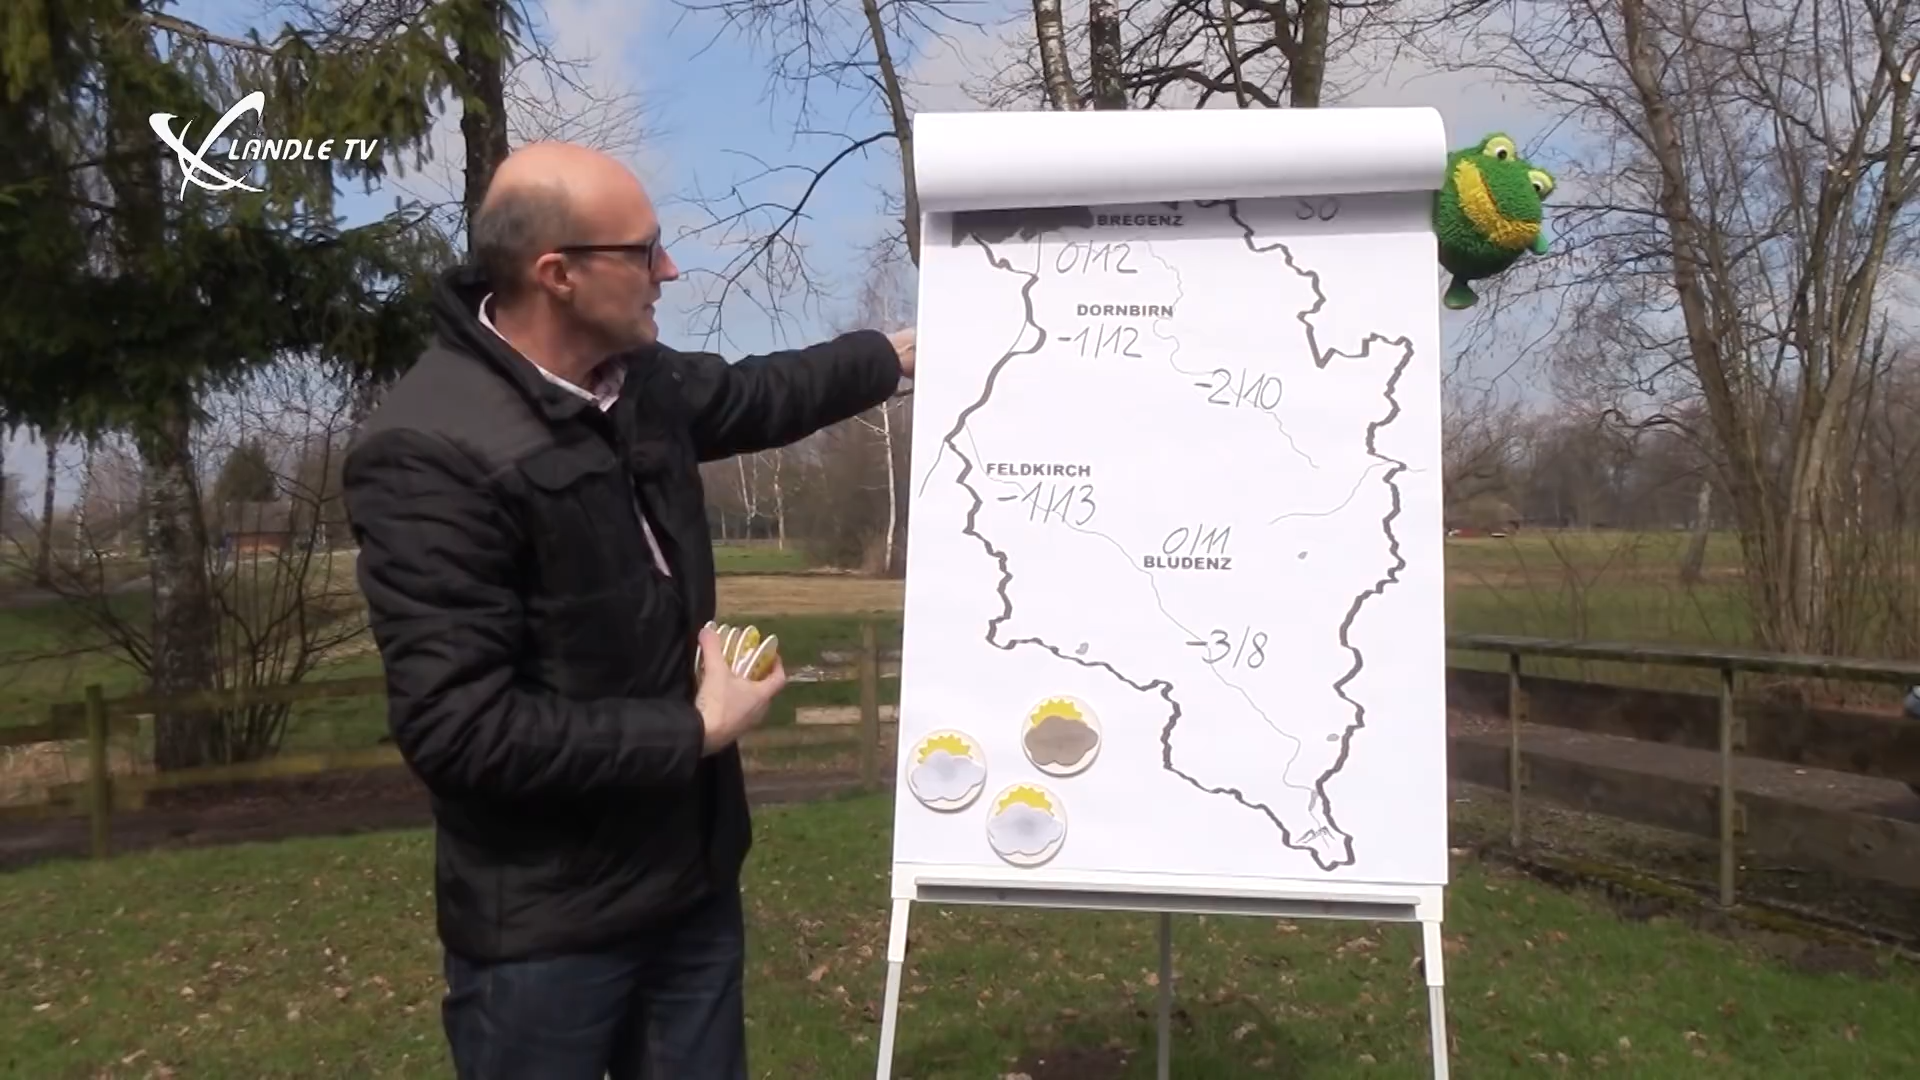 LÄNDLE TV
SO
BREGENZ
0/12
DORNBIRN
-1/12
-2/10
FELDKIRCH
-1/13
0/11
BLUDENZ
-3/8